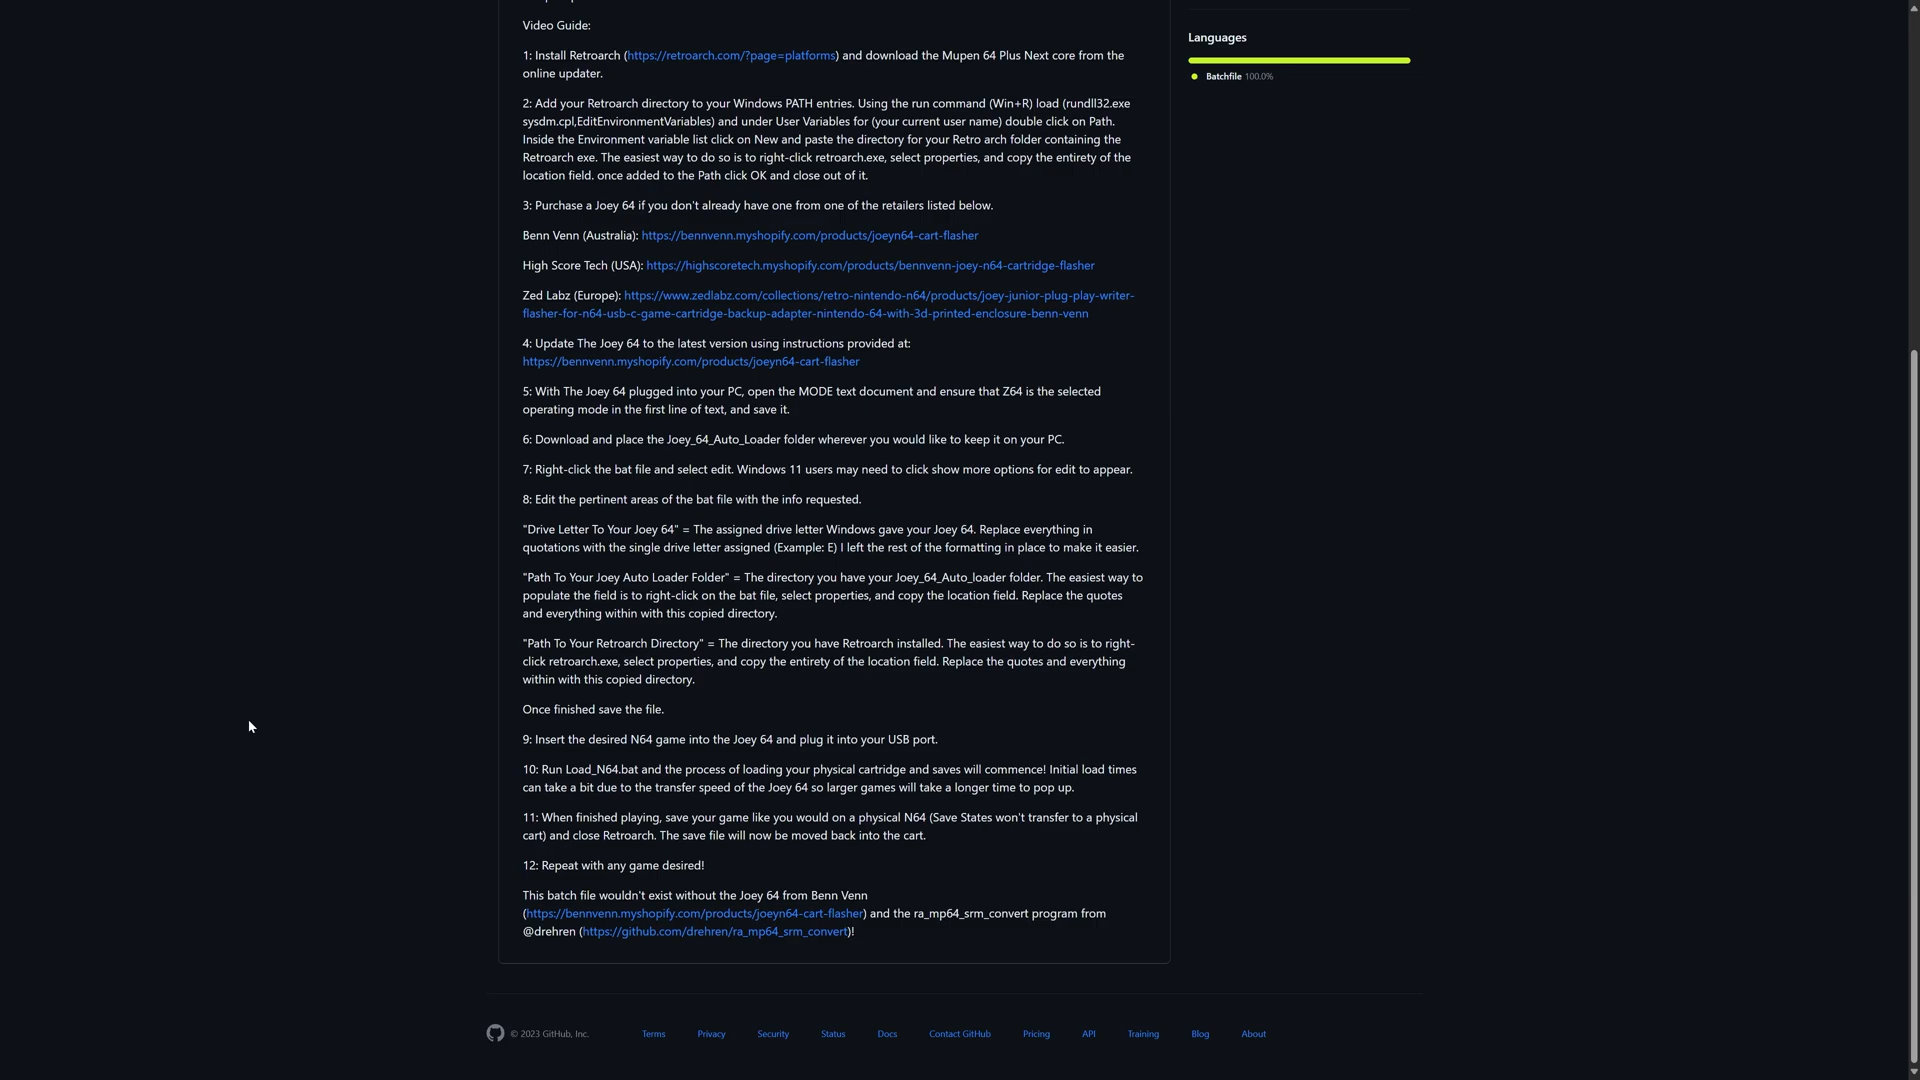 Video Guide:
1: Install Retroarch (https://retroarch.com/?page=platforms) and download the Mupen 64 Plus Next core from the
online updater.
2: Add your Retroarch directory to your Windows PATH entries. Using the run command (Win+R) load (rundll32.exe
sysdm.cpl,EditEnvironmentVariables) and under User Variables for (your current user name) double click on Path.
Inside the Environment variable list click on New and paste the directory for your Retro arch folder containing the
Retroarch exe. The easiest way to do so is to right-click retroarch.exe, select properties, and copy the entirety of the
location field. once added to the Path click OK and close out of it.
3: Purchase a Joey 64 if you don't already have one from one of the retailers listed below.
Benn Venn (Australia): https://bennvenn.myshopify.com/products/joeyn64-cart-flasher
High Score Tech (USA): https://highscoretech.myshopify.com/products/bennvenn-joey-n64-cartridge-flasher
Zed Labz (Europe): https://www.zedlabz.com/collections/retro-nintendo-n64/products/joey-junior-plug-play-writer-
flasher-for-n64-usb-c-game-cartridge-backup-adapter-nintendo-64-with-3d-printed-enclosure-benn-venn
4: Update The Joey 64 to the latest version using instructions provided at:
https://bennvenn.myshopify.com/products/joeyn64-cart-flasher
5: With The Joey 64 plugged into your PC, open the MODE text document and ensure that Z64 is the selected
operating mode in the first line of text, and save it.
6: Download and place the Joey_64_Auto_Loader folder wherever you would like to keep it on your PC.
7: Right-click the bat file and select edit. Windows 11 users may need to click show more options for edit to appear.
8: Edit the pertinent areas of the bat file with the info requested.
"Drive Letter To Your Joey 64" = The assigned drive letter Windows gave your Joey 64. Replace everything in
quotations with the single drive letter assigned (Example: E) I left the rest of the formatting in place to make it easier.
"Path To Your Joey Auto Loader Folder" = The directory you have your Joey_64_Auto_loader folder. The easiest way to
populate the field is to right-click on the bat file, select properties, and copy the location field. Replace the quotes
and everything within with this copied directory.
"Path To Your Retroarch Directory" = The directory you have Retroarch installed. The easiest way to do so is to right-
click retroarch.exe, select properties, and copy the entirety of the location field. Replace the quotes and everything
within with this copied directory.
Once finished save the file.
9: Insert the desired N64 game into the Joey 64 and plug it into your USB port.
10: Run Load_N64.bat and the process of loading your physical cartridge and saves will commence! Initial load times
can take a bit due to the transfer speed of the Joey 64 so larger games will take a longer time to pop up.
11: When finished playing, save your game like you would on a physical N64 (Save States won't transfer to a physical
cart) and close Retroarch. The save file will now be moved back into the cart.
12: Repeat with any game desired!
This batch file wouldn't exist without the Joey 64 from Benn Venn
(https://bennvenn.myshopify.com/products/joeyn64-cart-flasher) and the ra_mp64_srm_convert program from
@drehren (https://github.com/drehren/ra_mp64_srm_convert)!
Languages
Batchfile 100.0%
© 2023 GitHub, Inc. Terms Privacy Security Status Docs Contact GitHub Pricing API Training Blog About